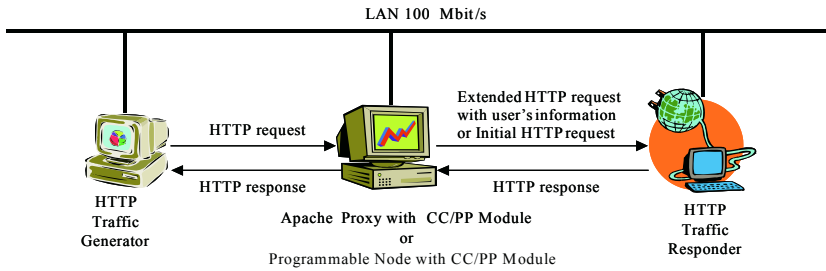 LAN 100 Mbit/s
Extended HTTP request
with user's information
or Initial HTTP request
HTTP request
HTTP response
HTTP response
HTTP
Traffic
Generator
Apache Proxy with CC/PP Module
or
Programmable Node with CC/PP Module
HTTP
Traffic
Responder